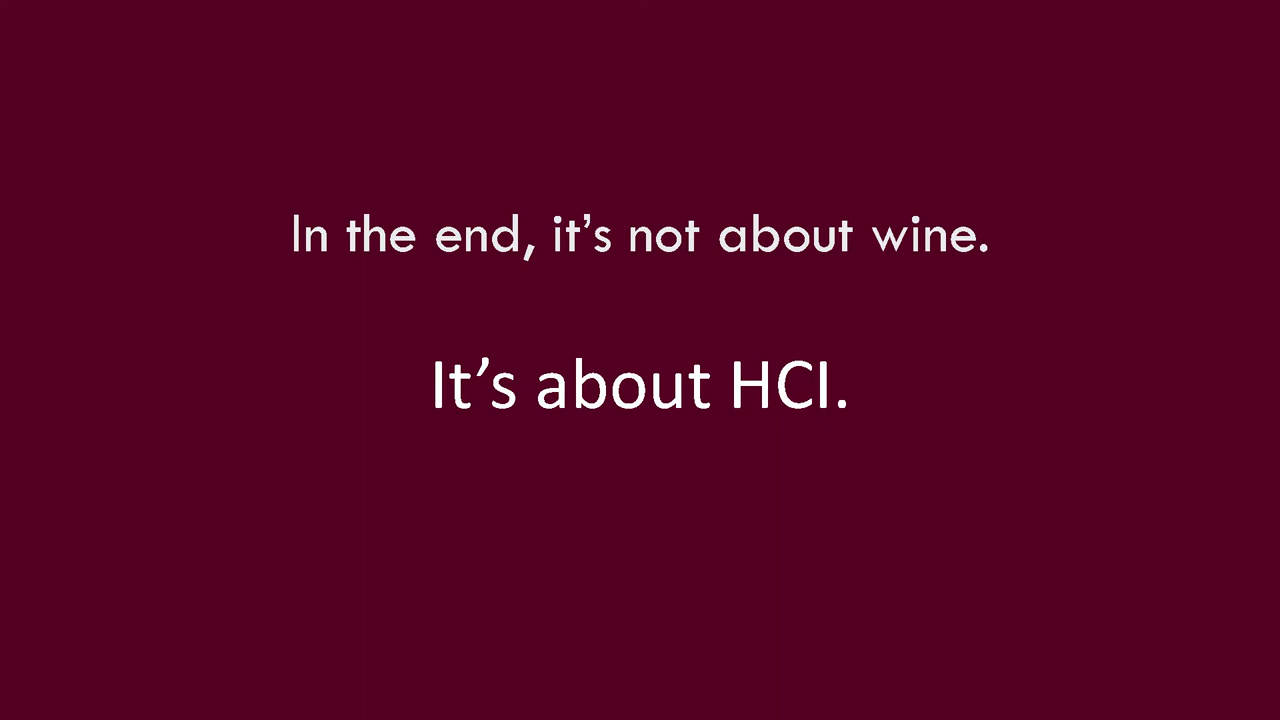 In the end, it’s not about wine.
It’s about HCI.